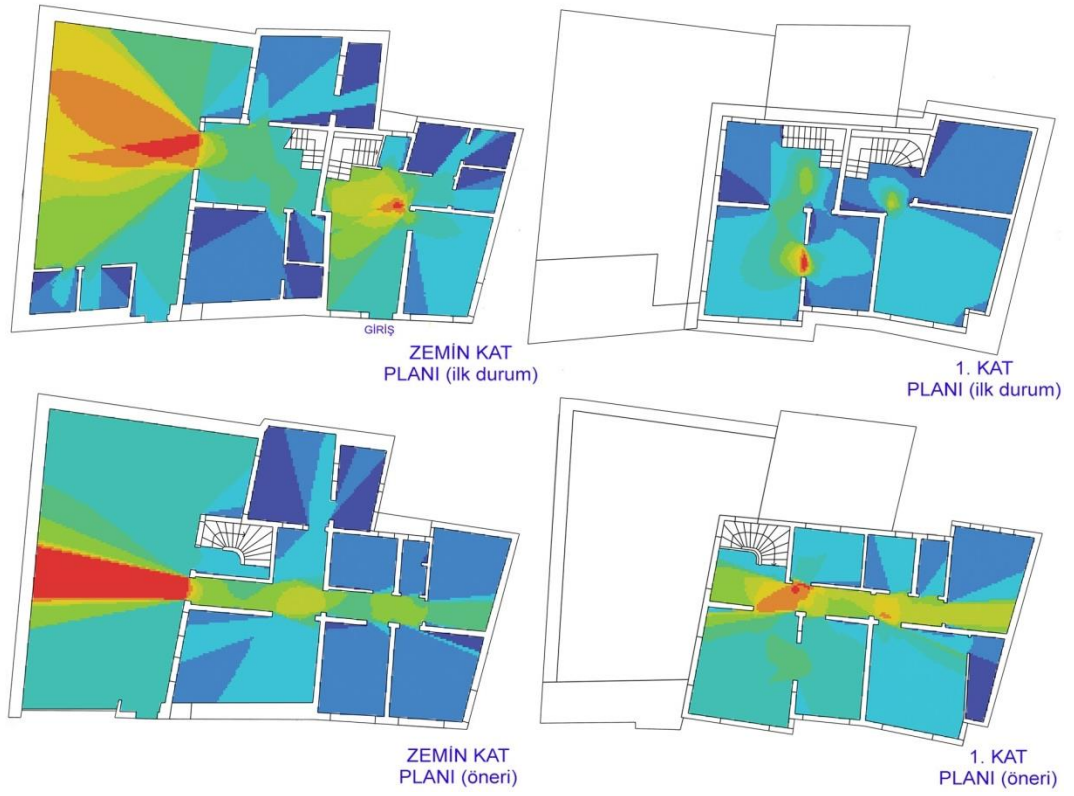 GİRİŞ
ZEMİN KAT
PLANI (ilk durum)
1. KAT
PLANI (ilk durum)
ZEMİN KAT
PLANI (öneri)
1. KAT
PLANI (öneri)